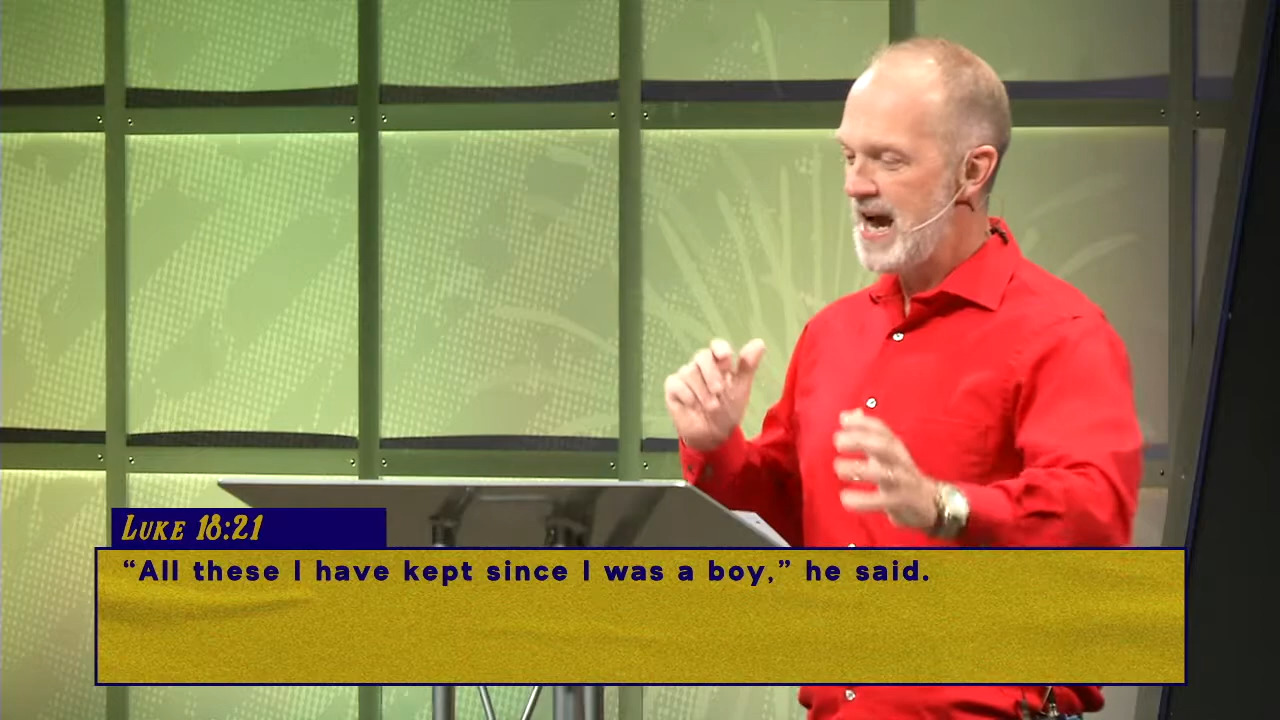 Luke 18:21
“All these I have kept since I was a boy,” he said.